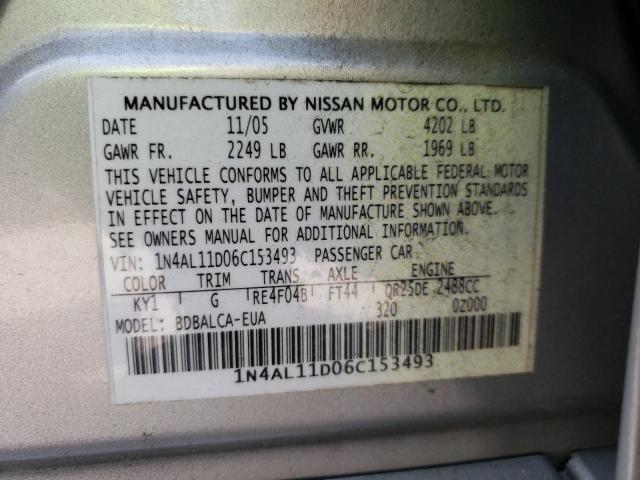 MANUFACTURED BY NISSAN MOTOR CO., LTD.
DATE 11/05 GVWR 4202 LB
GAWR FR. 2249 LB GAWR RR. 1969 LB
THIS VEHICLE CONFORMS TO ALL APPLICABLE FEDERAL MOTOR
VEHICLE SAFETY, BUMPER AND THEFT PREVENTION STANDARDS
IN EFFECT ON THE DATE OF MANUFACTURE SHOWN ABOVE.
SEE OWNERS MANUAL FOR ADDITIONAL INFORMATION.
VIN: 1N4AL11D06C153493 PASSENGER CAR
COLOR TRIM TRANS AXLE ENGINE
KY1 G RE4F04B FT44 QR25DE 2488CC
MODEL: BDBALCA-EUA 320 0Z000
1N4AL11D06C153493